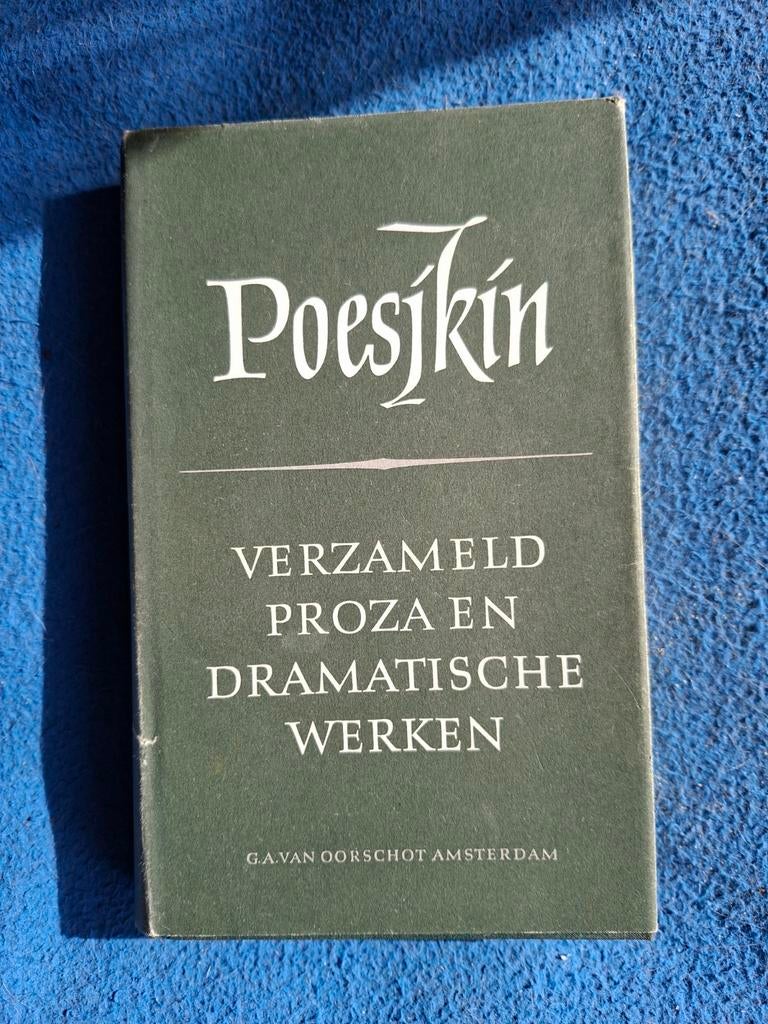 Poesjkin
VERZAMELD
PROZA EN
DRAMATISCHE
WERKEN
G.A. VAN OORSCHOT AMSTERDAM